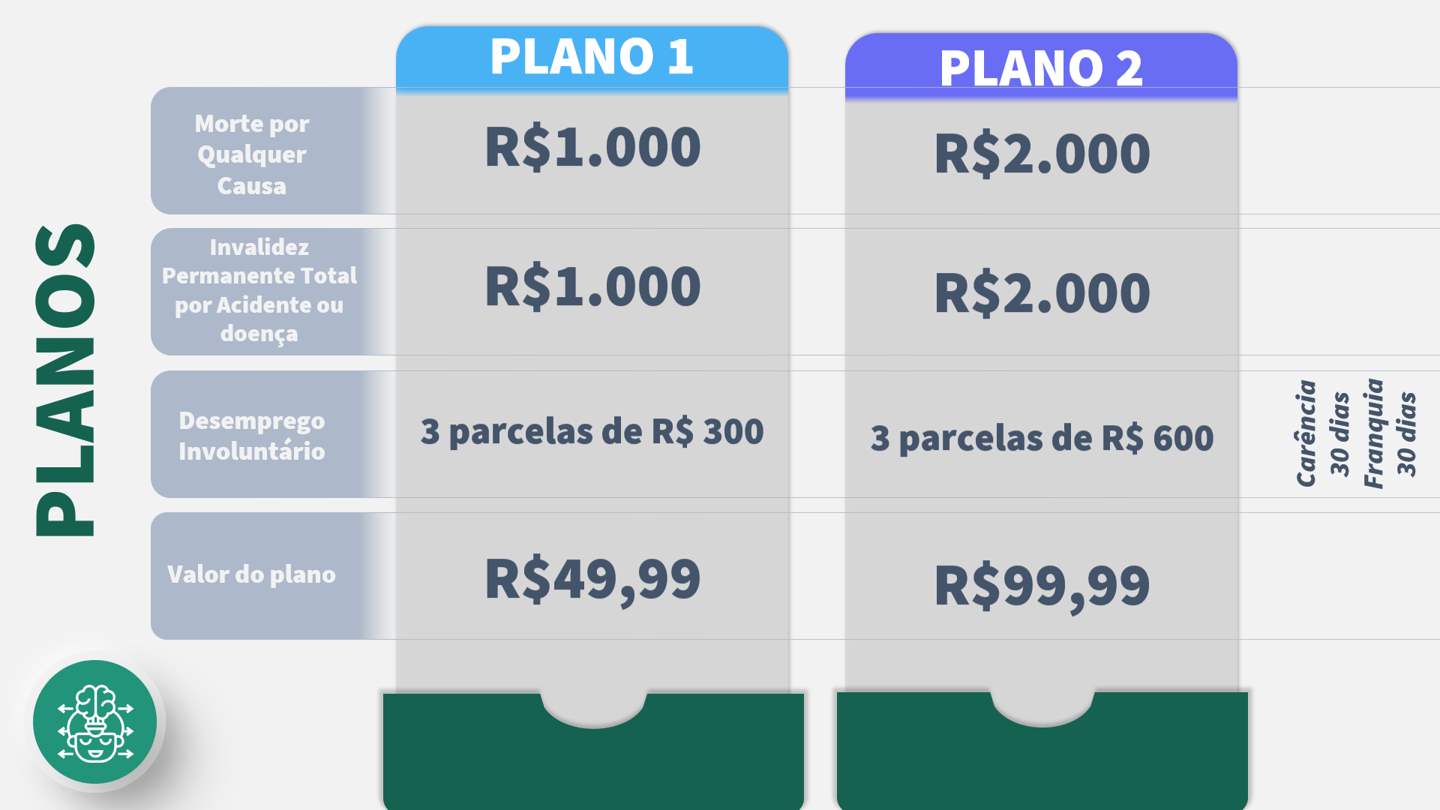 PLANOS
PLANO 1
PLANO 2
Morte por
Qualquer
Causa
R$1.000
R$2.000
Invalidez
Permanente Total
por Acidente ou
doença
R$1.000
R$2.000
Desemprego
Involuntário
3 parcelas de R$ 300
3 parcelas de R$ 600
Carência
30 dias
Franquia
30 dias
Valor do plano
R$49,99
R$99,99